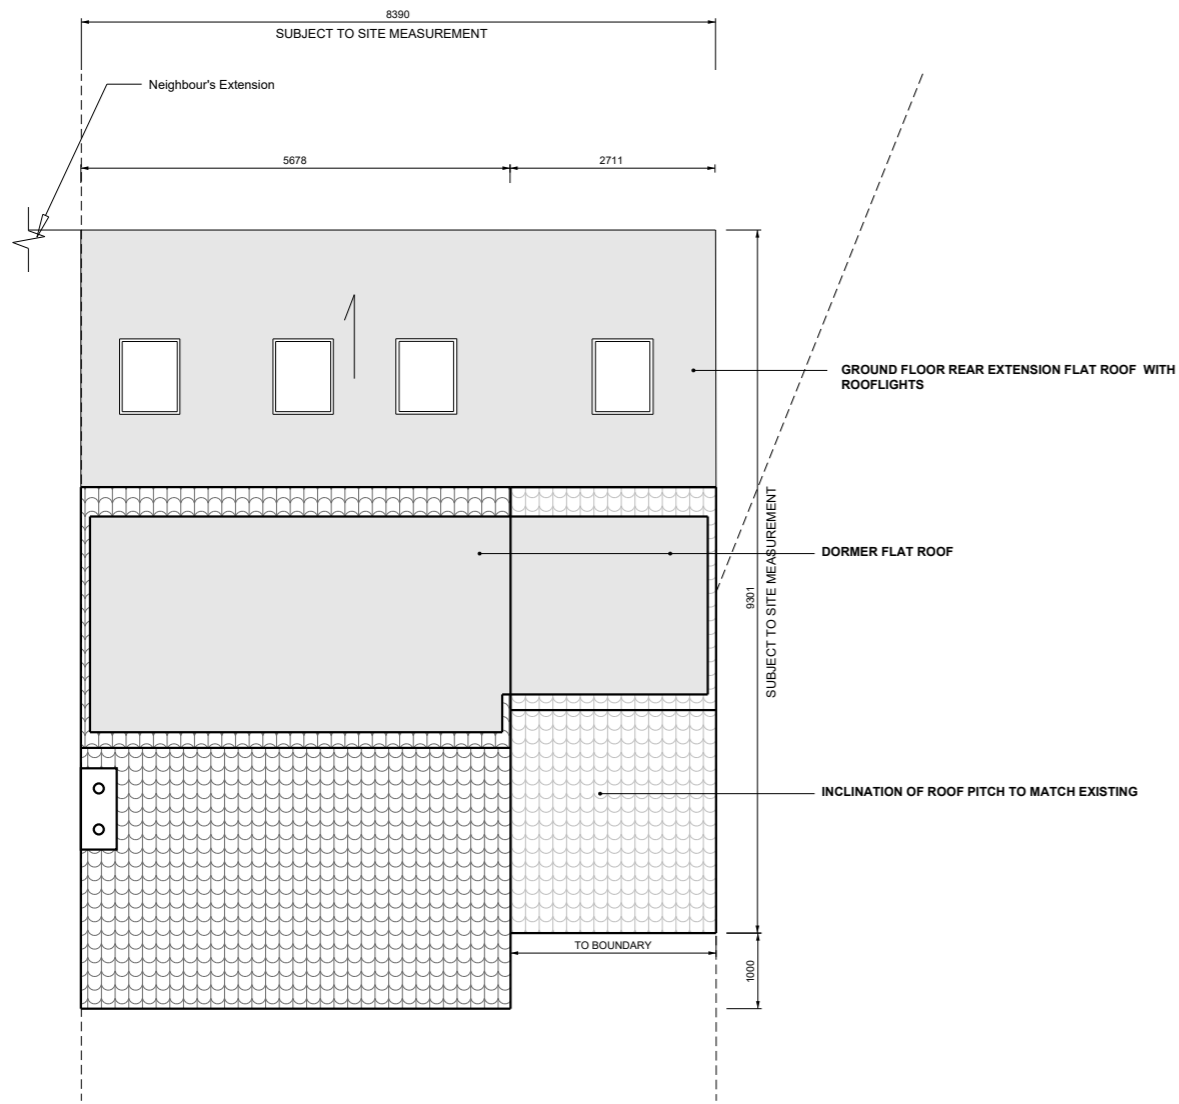 8390
SUBJECT TO SITE MEASUREMENT
Neighbour's Extension
5678
2711
GROUND FLOOR REAR EXTENSION FLAT ROOF WITH
ROOFLIGHTS
DORMER FLAT ROOF
9301
SUBJECT TO SITE MEASUREMENT
INCLINATION OF ROOF PITCH TO MATCH EXISTING
TO BOUNDARY
1000